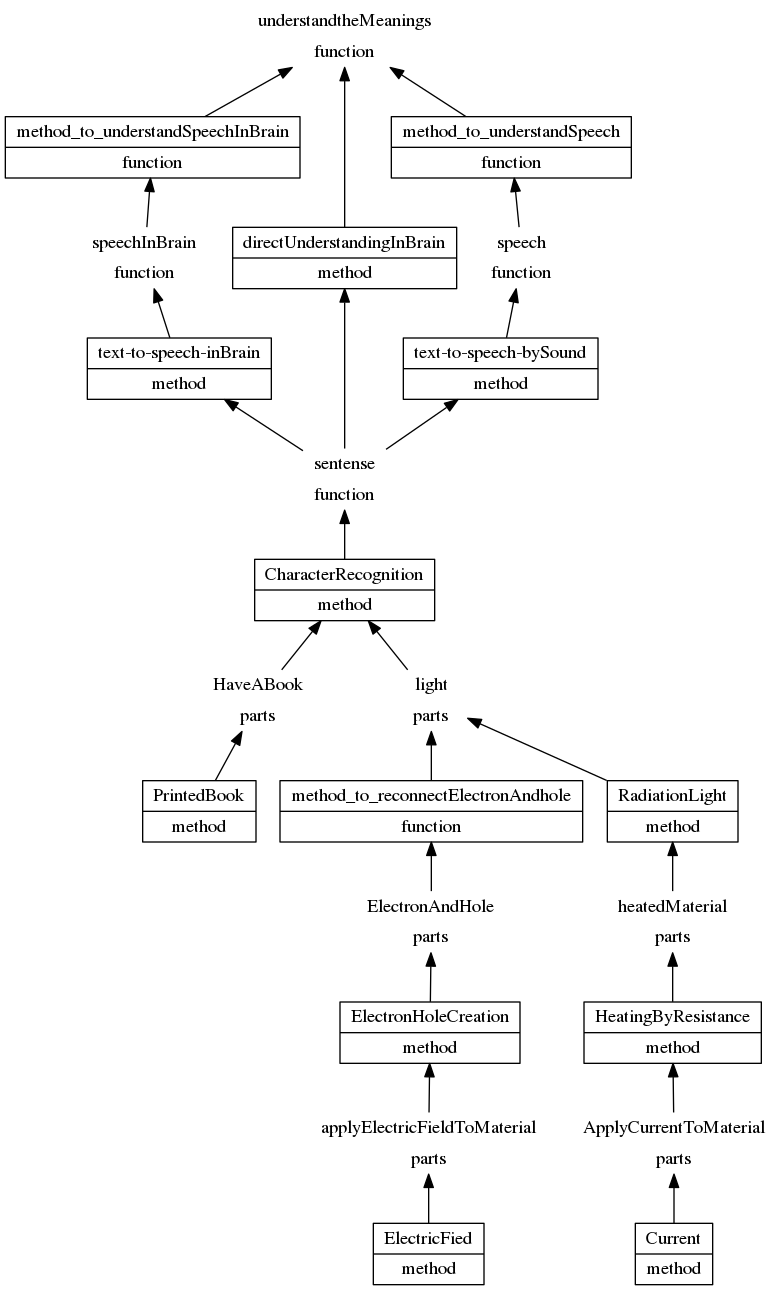 understandtheMeanings
function
method_to_understandSpeechInBrain
function
method_to_understandSpeech
function
speechInBrain
function
directUnderstandingInBrain
method
speech
function
text-to-speech-inBrain
method
text-to-speech-bySound
method
sentense
function
CharacterRecognition
method
HaveABook
parts
light
parts
PrintedBook
method
method_to_reconnectElectronAndhole
function
RadiationLight
method
ElectronAndHole
parts
heatedMaterial
parts
ElectronHoleCreation
method
HeatingByResistance
method
applyElectricFieldToMaterial
parts
ApplyCurrentToMaterial
parts
ElectricFied
method
Current
method